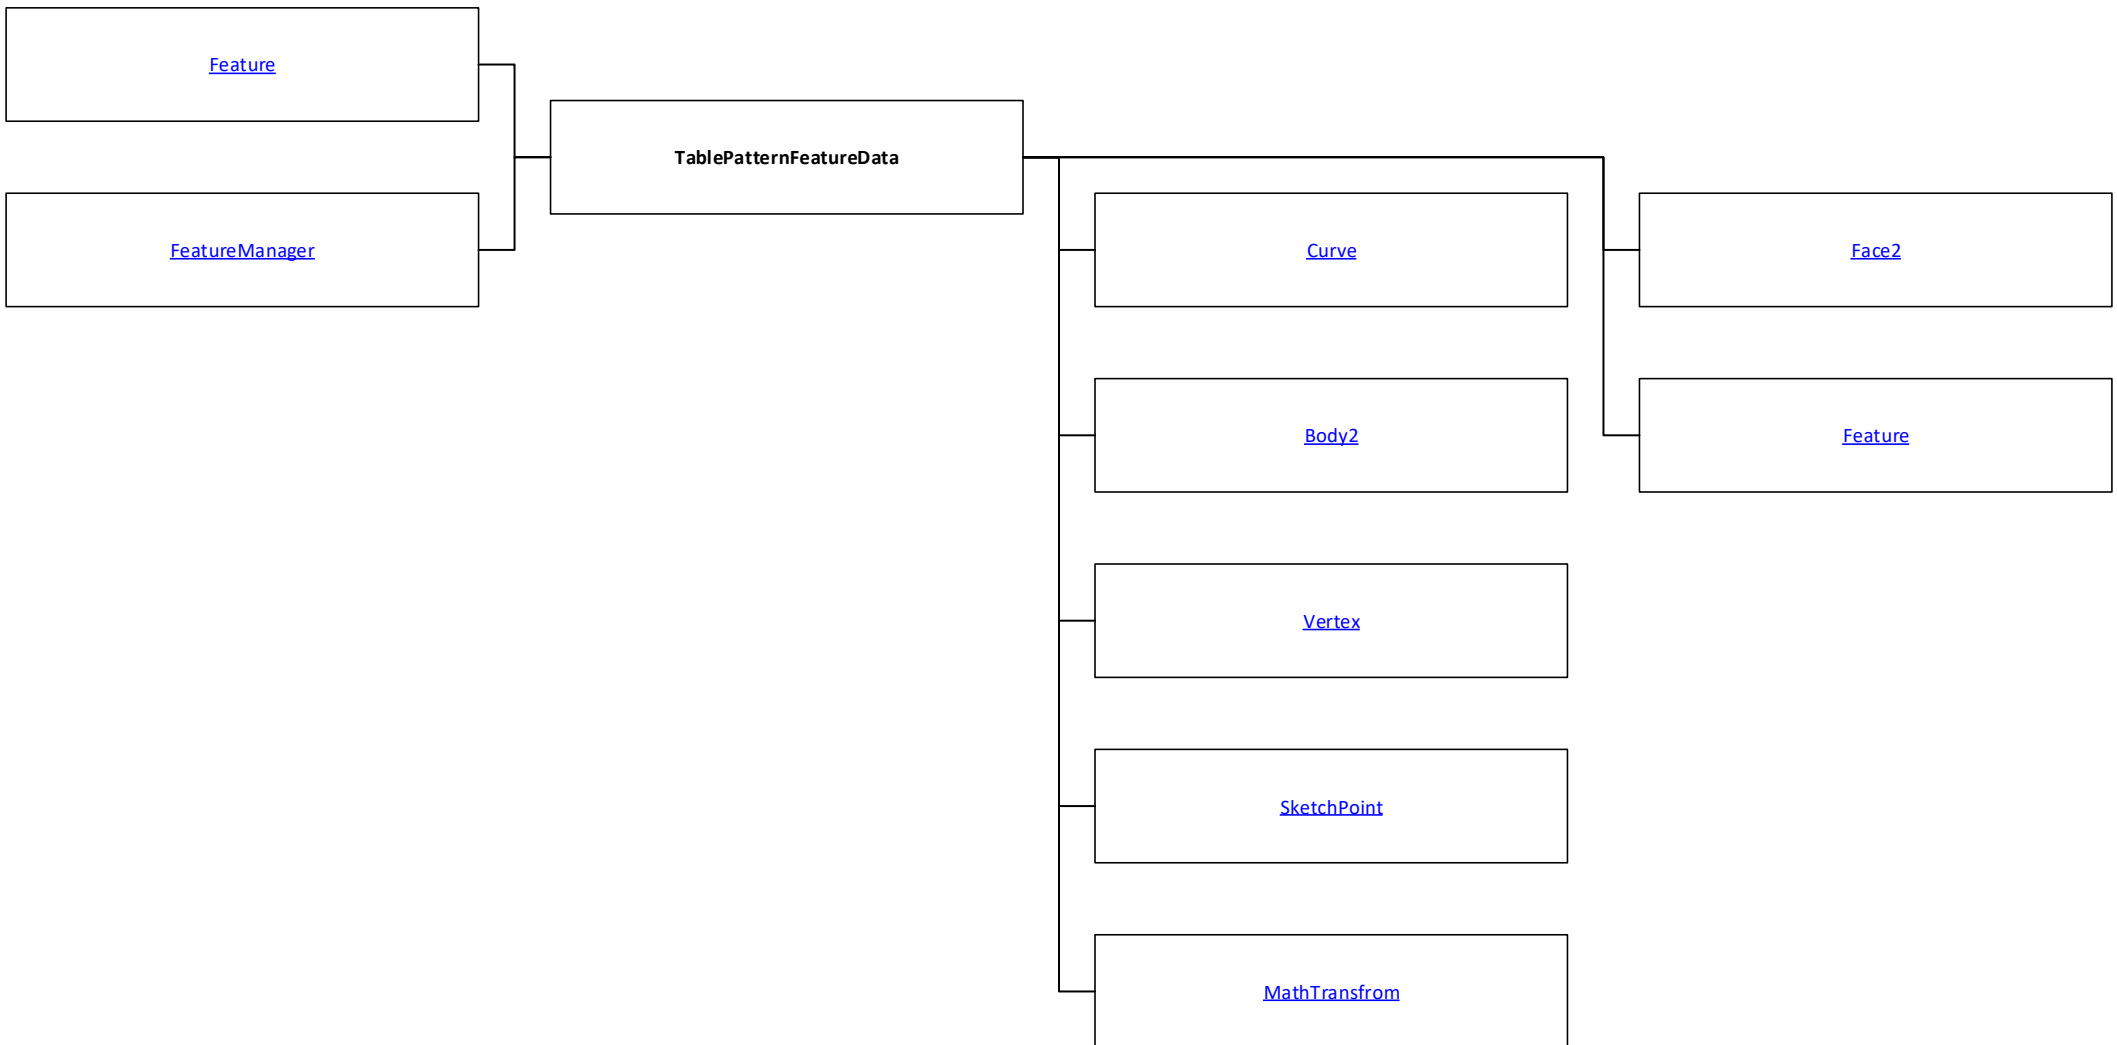 Feature
TablePatternFeatureData
FeatureManager
Curve
Face2
Body2
Feature
Vertex
SketchPoint
MathTransfrom